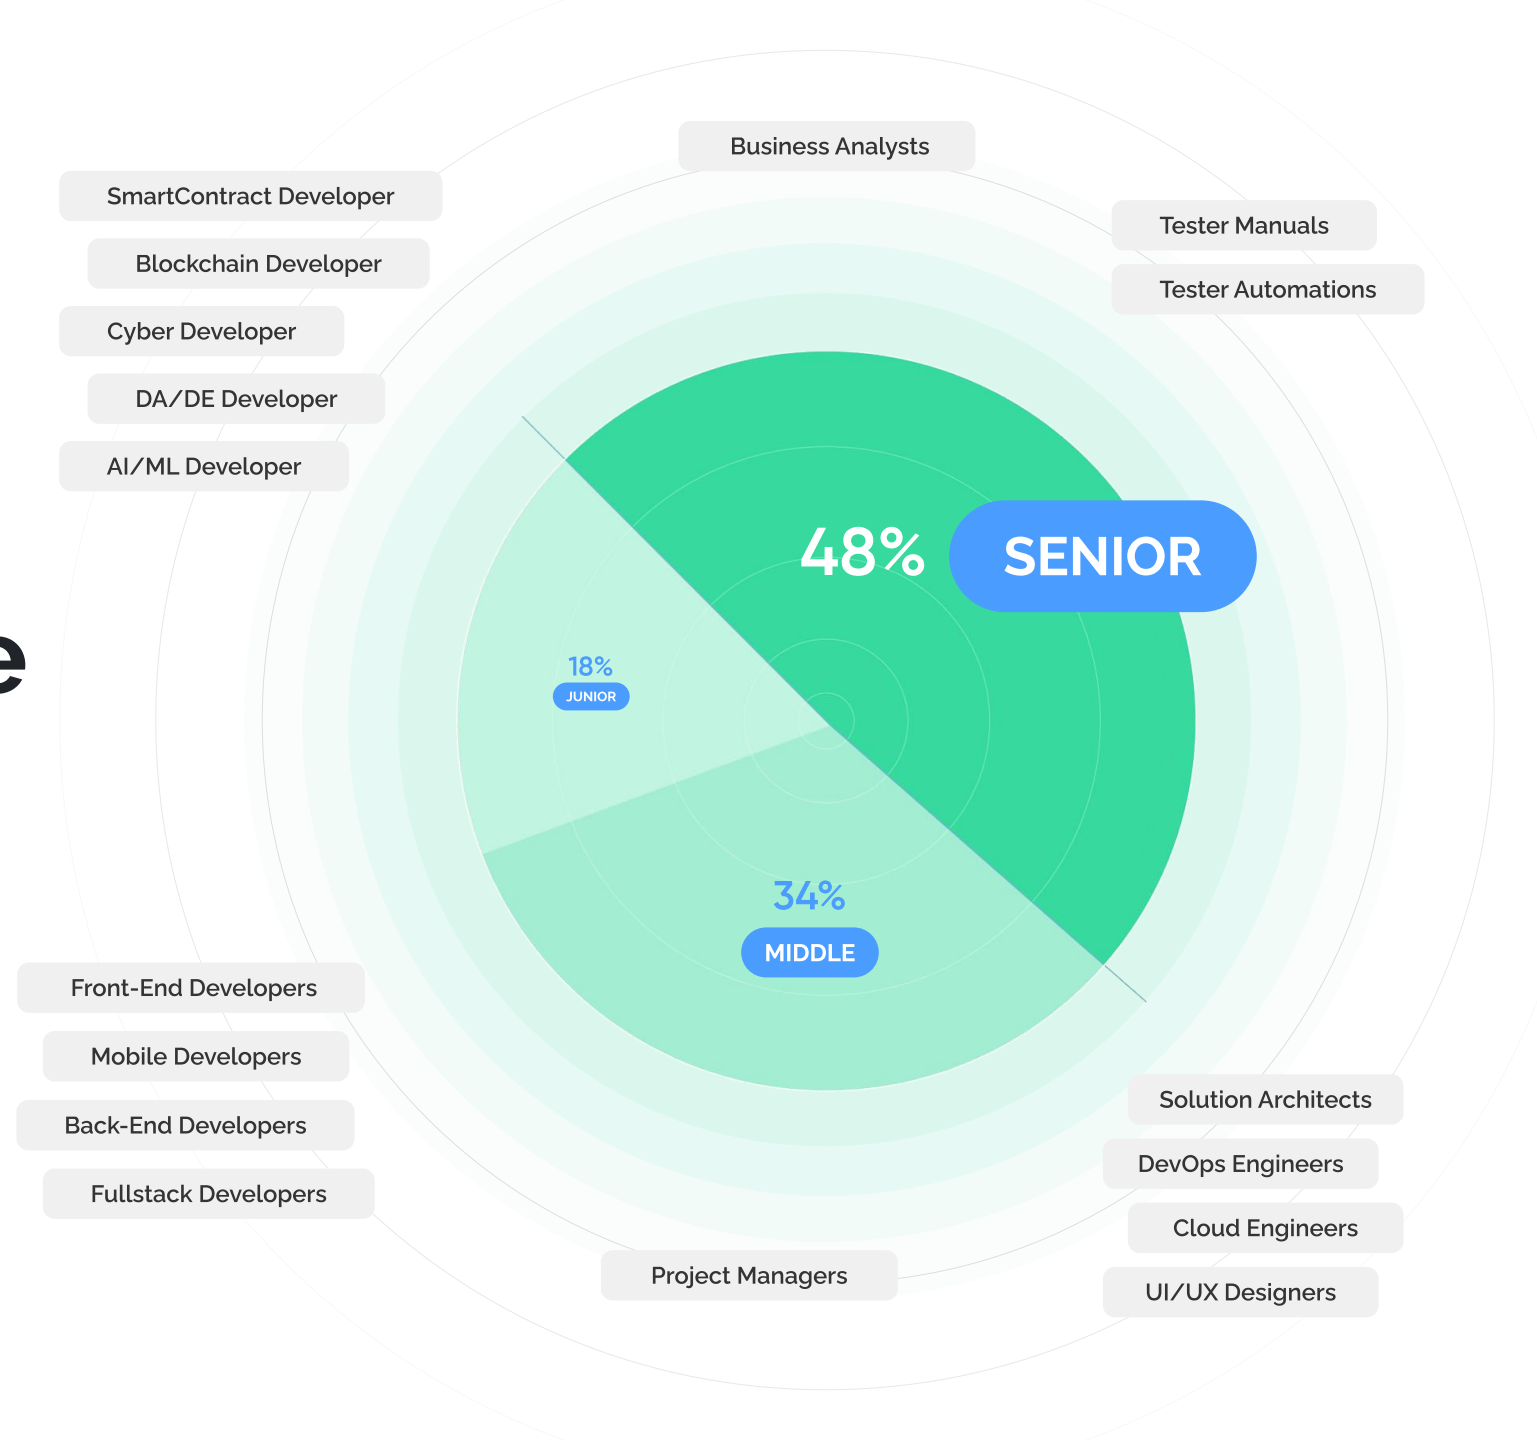 Business Analysts
SmartContract Developer
Blockchain Developer
Cyber Developer
DA/DE Developer
AI/ML Developer
Tester Manuals
Tester Automations
48%
SENIOR
18%
JUNIOR
e
34%
MIDDLE
Front-End Developers
Mobile Developers
Back-End Developers
Fullstack Developers
Project Managers
Solution Architects
DevOps Engineers
Cloud Engineers
UI/UX Designers